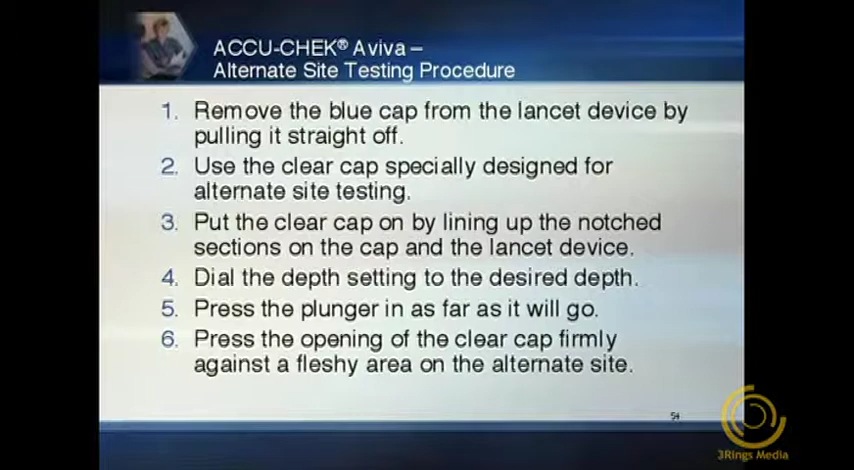 ACCU-CHEK® Aviva –
Alternate Site Testing Procedure
1. Remove the blue cap from the lancet device by
pulling it straight off.
2. Use the clear cap specially designed for
alternate site testing.
3. Put the clear cap on by lining up the notched
sections on the cap and the lancet device.
4. Dial the depth setting to the desired depth.
5. Press the plunger in as far as it will go.
6. Press the opening of the clear cap firmly
against a fleshy area on the alternate site.
54
3Rings Media